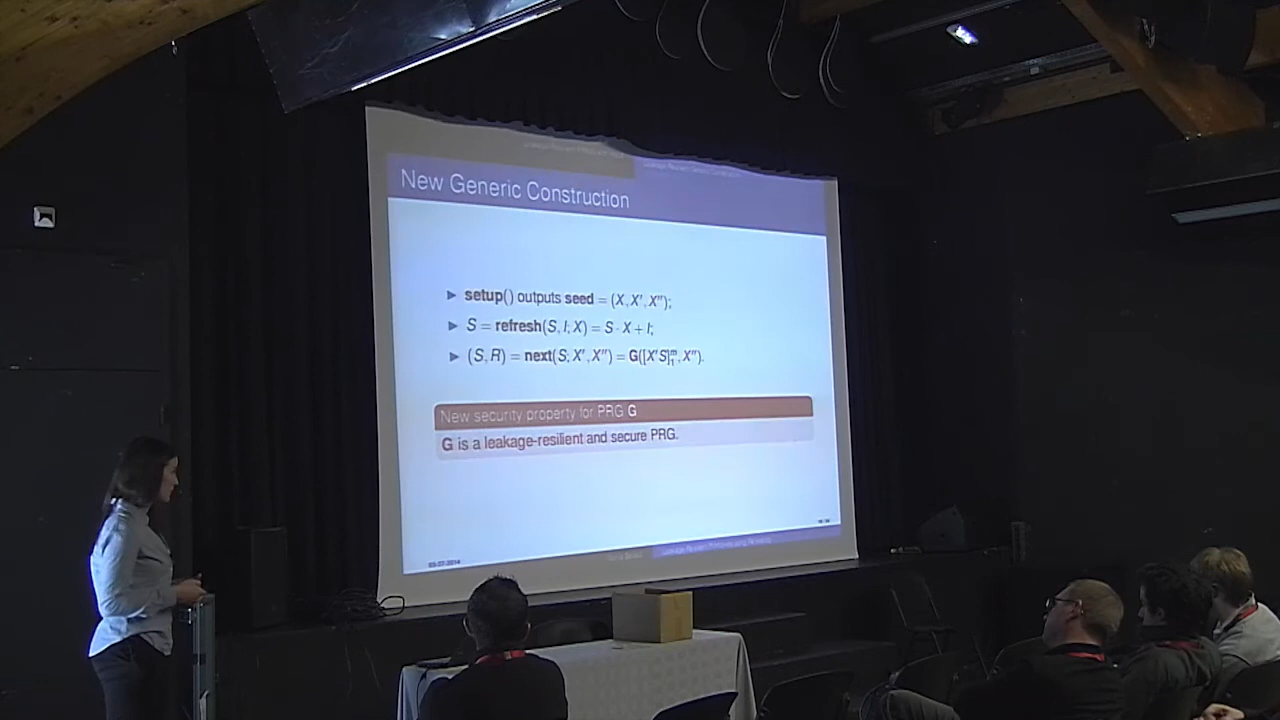 New Generic Construction
▶ setup() outputs seed = (X, X′, X″);
▶ S = refresh(S, I; X) = S · X + I;
▶ (S, R) = next(S; X′, X″) = G([X′S]₁ᵐ, X″).
New security property for PRG G
G is a leakage-resilient and secure PRG.